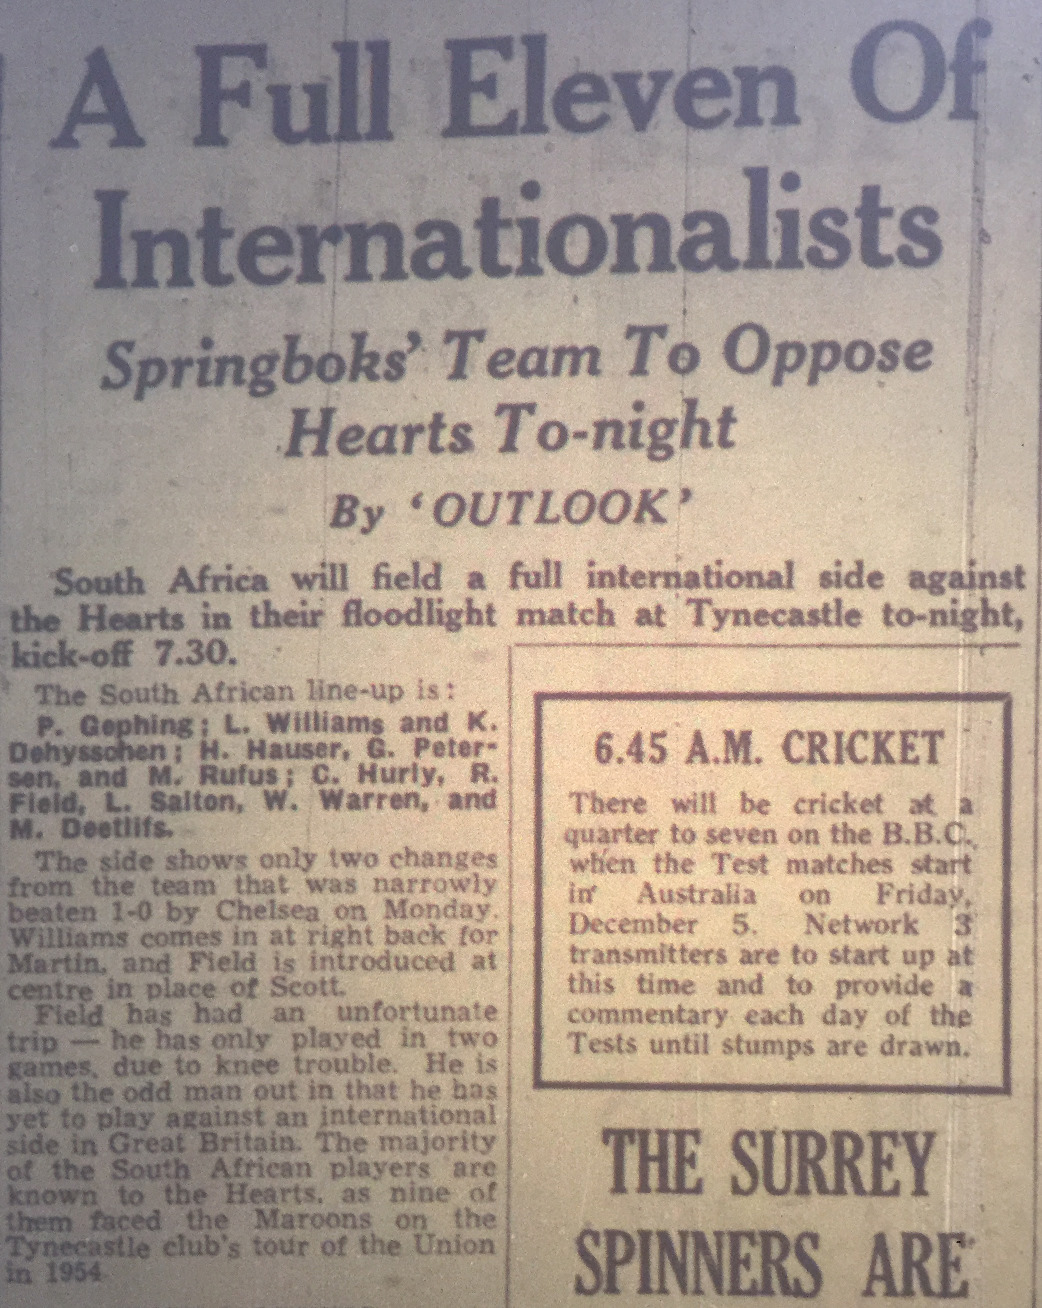 A Full Eleven Of
Internationalists
Springboks' Team To Oppose
Hearts To-night
By 'OUTLOOK'
South Africa will field a full international side against
the Hearts in their floodlight match at Tynecastle to-night,
kick-off 7.30.
The South African line-up is:
P. Gephing; L. Williams and K.
Dehysschen; H. Hauser, G. Peter-
sen, and M. Rufus; C. Hurly, R.
Field, L. Salton, W. Warren, and
M. Deetlifs.
The side shows only two changes
from the team that was narrowly
beaten 1-0 by Chelsea on Monday.
Williams comes in at right back for
Martin, and Field is introduced at
centre in place of Scott.
Field has had an unfortunate
trip — he has only played in two
games, due to knee trouble. He is
also the odd man out in that he has
yet to play against an international
side in Great Britain. The majority
of the South African players are
known to the Hearts, as nine of
them faced the Maroons on the
Tynecastle club's tour of the Union
in 1954
6.45 A.M. CRICKET
There will be cricket at a
quarter to seven on the B.B.C.,
when the Test matches start
in Australia on Friday,
December 5. Network 3
transmitters are to start up at
this time and to provide a
commentary each day of the
Tests until stumps are drawn.
THE SURREY
SPINNERS ARE